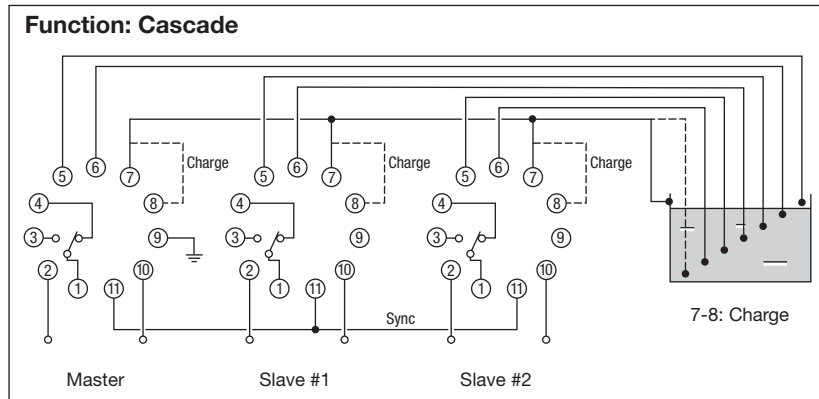 Function: Cascade
5 6 7 5 6 7 5 6 7
Charge Charge Charge
4 8 4 8 4 8
3 9 3 9 3 9
2 10 2 10 2 10
1 11 1 11 1 11
Sync
7-8: Charge
Master Slave #1 Slave #2